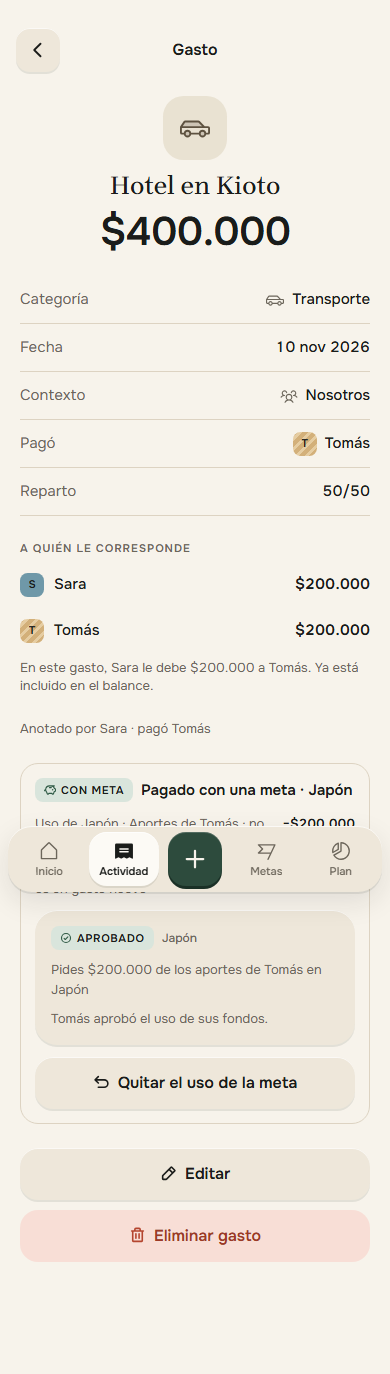 Gasto
Hotel en Kioto
$400.000
Categoría Transporte
Fecha 10 nov 2026
Contexto Nosotros
Pagó T Tomás
Reparto 50/50
A QUIÉN LE CORRESPONDE
S Sara $200.000
T Tomás $200.000
En este gasto, Sara le debe $200.000 a Tomás. Ya está
incluido en el balance.
Anotado por Sara · pagó Tomás
CON META Pagado con una meta · Japón
Uso de Japón · Aportes de Tomás · no −$200.000
Inicio Actividad Metas Plan
es un gasto nuevo
APROBADO Japón
Pides $200.000 de los aportes de Tomás en
Japón
Tomás aprobó el uso de sus fondos.
Quitar el uso de la meta
Editar
Eliminar gasto